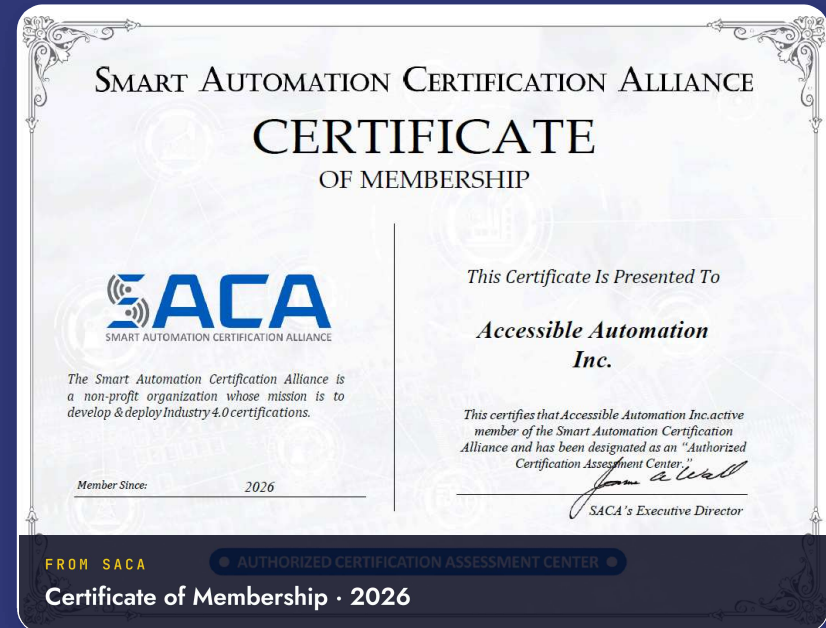 SMART AUTOMATION CERTIFICATION ALLIANCE
CERTIFICATE
OF MEMBERSHIP
SACA
SMART AUTOMATION CERTIFICATION ALLIANCE
The Smart Automation Certification Alliance is
a non-profit organization whose mission is to
develop & deploy Industry 4.0 certifications.
Member Since: 2026
This Certificate Is Presented To
Accessible Automation
Inc.
This certifies that Accessible Automation Inc.active
member of the Smart Automation Certification
Alliance and has been designated as an “Authorized
Certification Assessment Center.”
SACA's Executive Director
AUTHORIZED CERTIFICATION ASSESSMENT CENTER
FROM SACA
Certificate of Membership · 2026